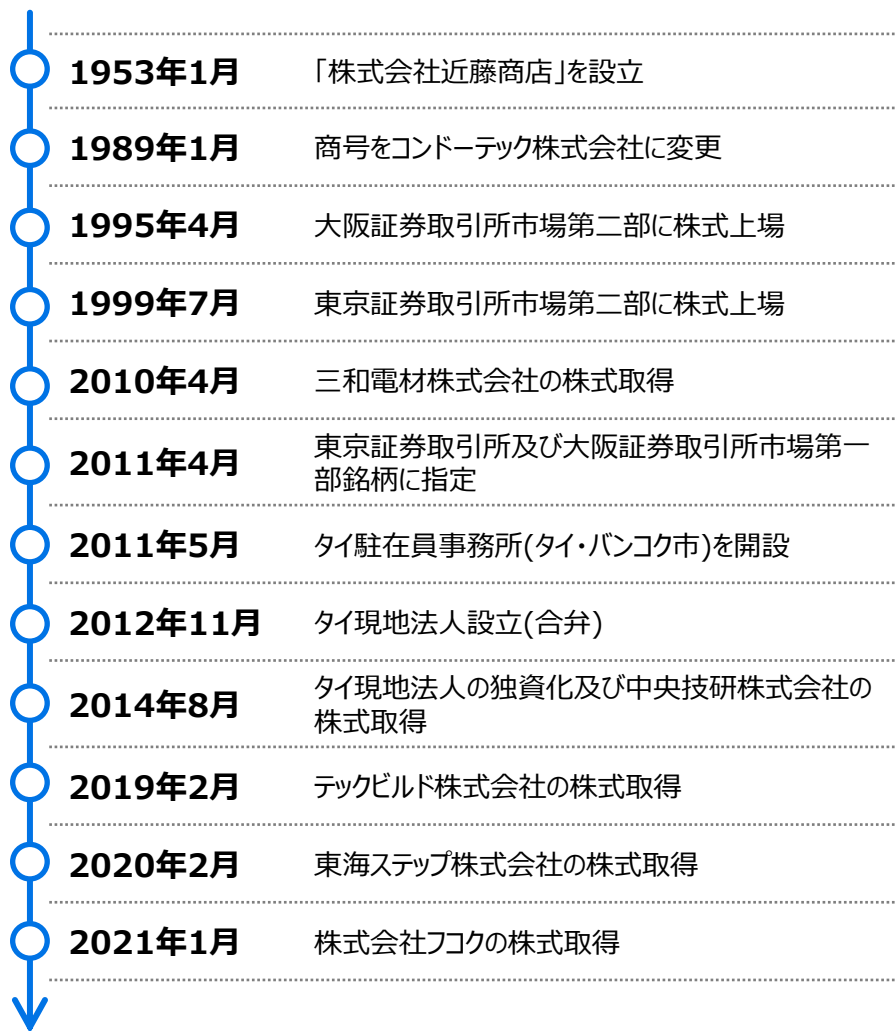 1953年1月 「株式会社近藤商店」を設立
1989年1月 商号をコンドーテック株式会社に変更
1995年4月 大阪証券取引所市場第二部に株式上場
1999年7月 東京証券取引所市場第二部に株式上場
2010年4月 三和電材株式会社の株式取得
2011年4月 東京証券取引所及び大阪証券取引所市場第一
部銘柄に指定
2011年5月 タイ駐在員事務所(タイ・バンコク市)を開設
2012年11月 タイ現地法人設立(合弁)
2014年8月 タイ現地法人の独資化及び中央技研株式会社の
株式取得
2019年2月 テックビルド株式会社の株式取得
2020年2月 東海ステップ株式会社の株式取得
2021年1月 株式会社フコクの株式取得